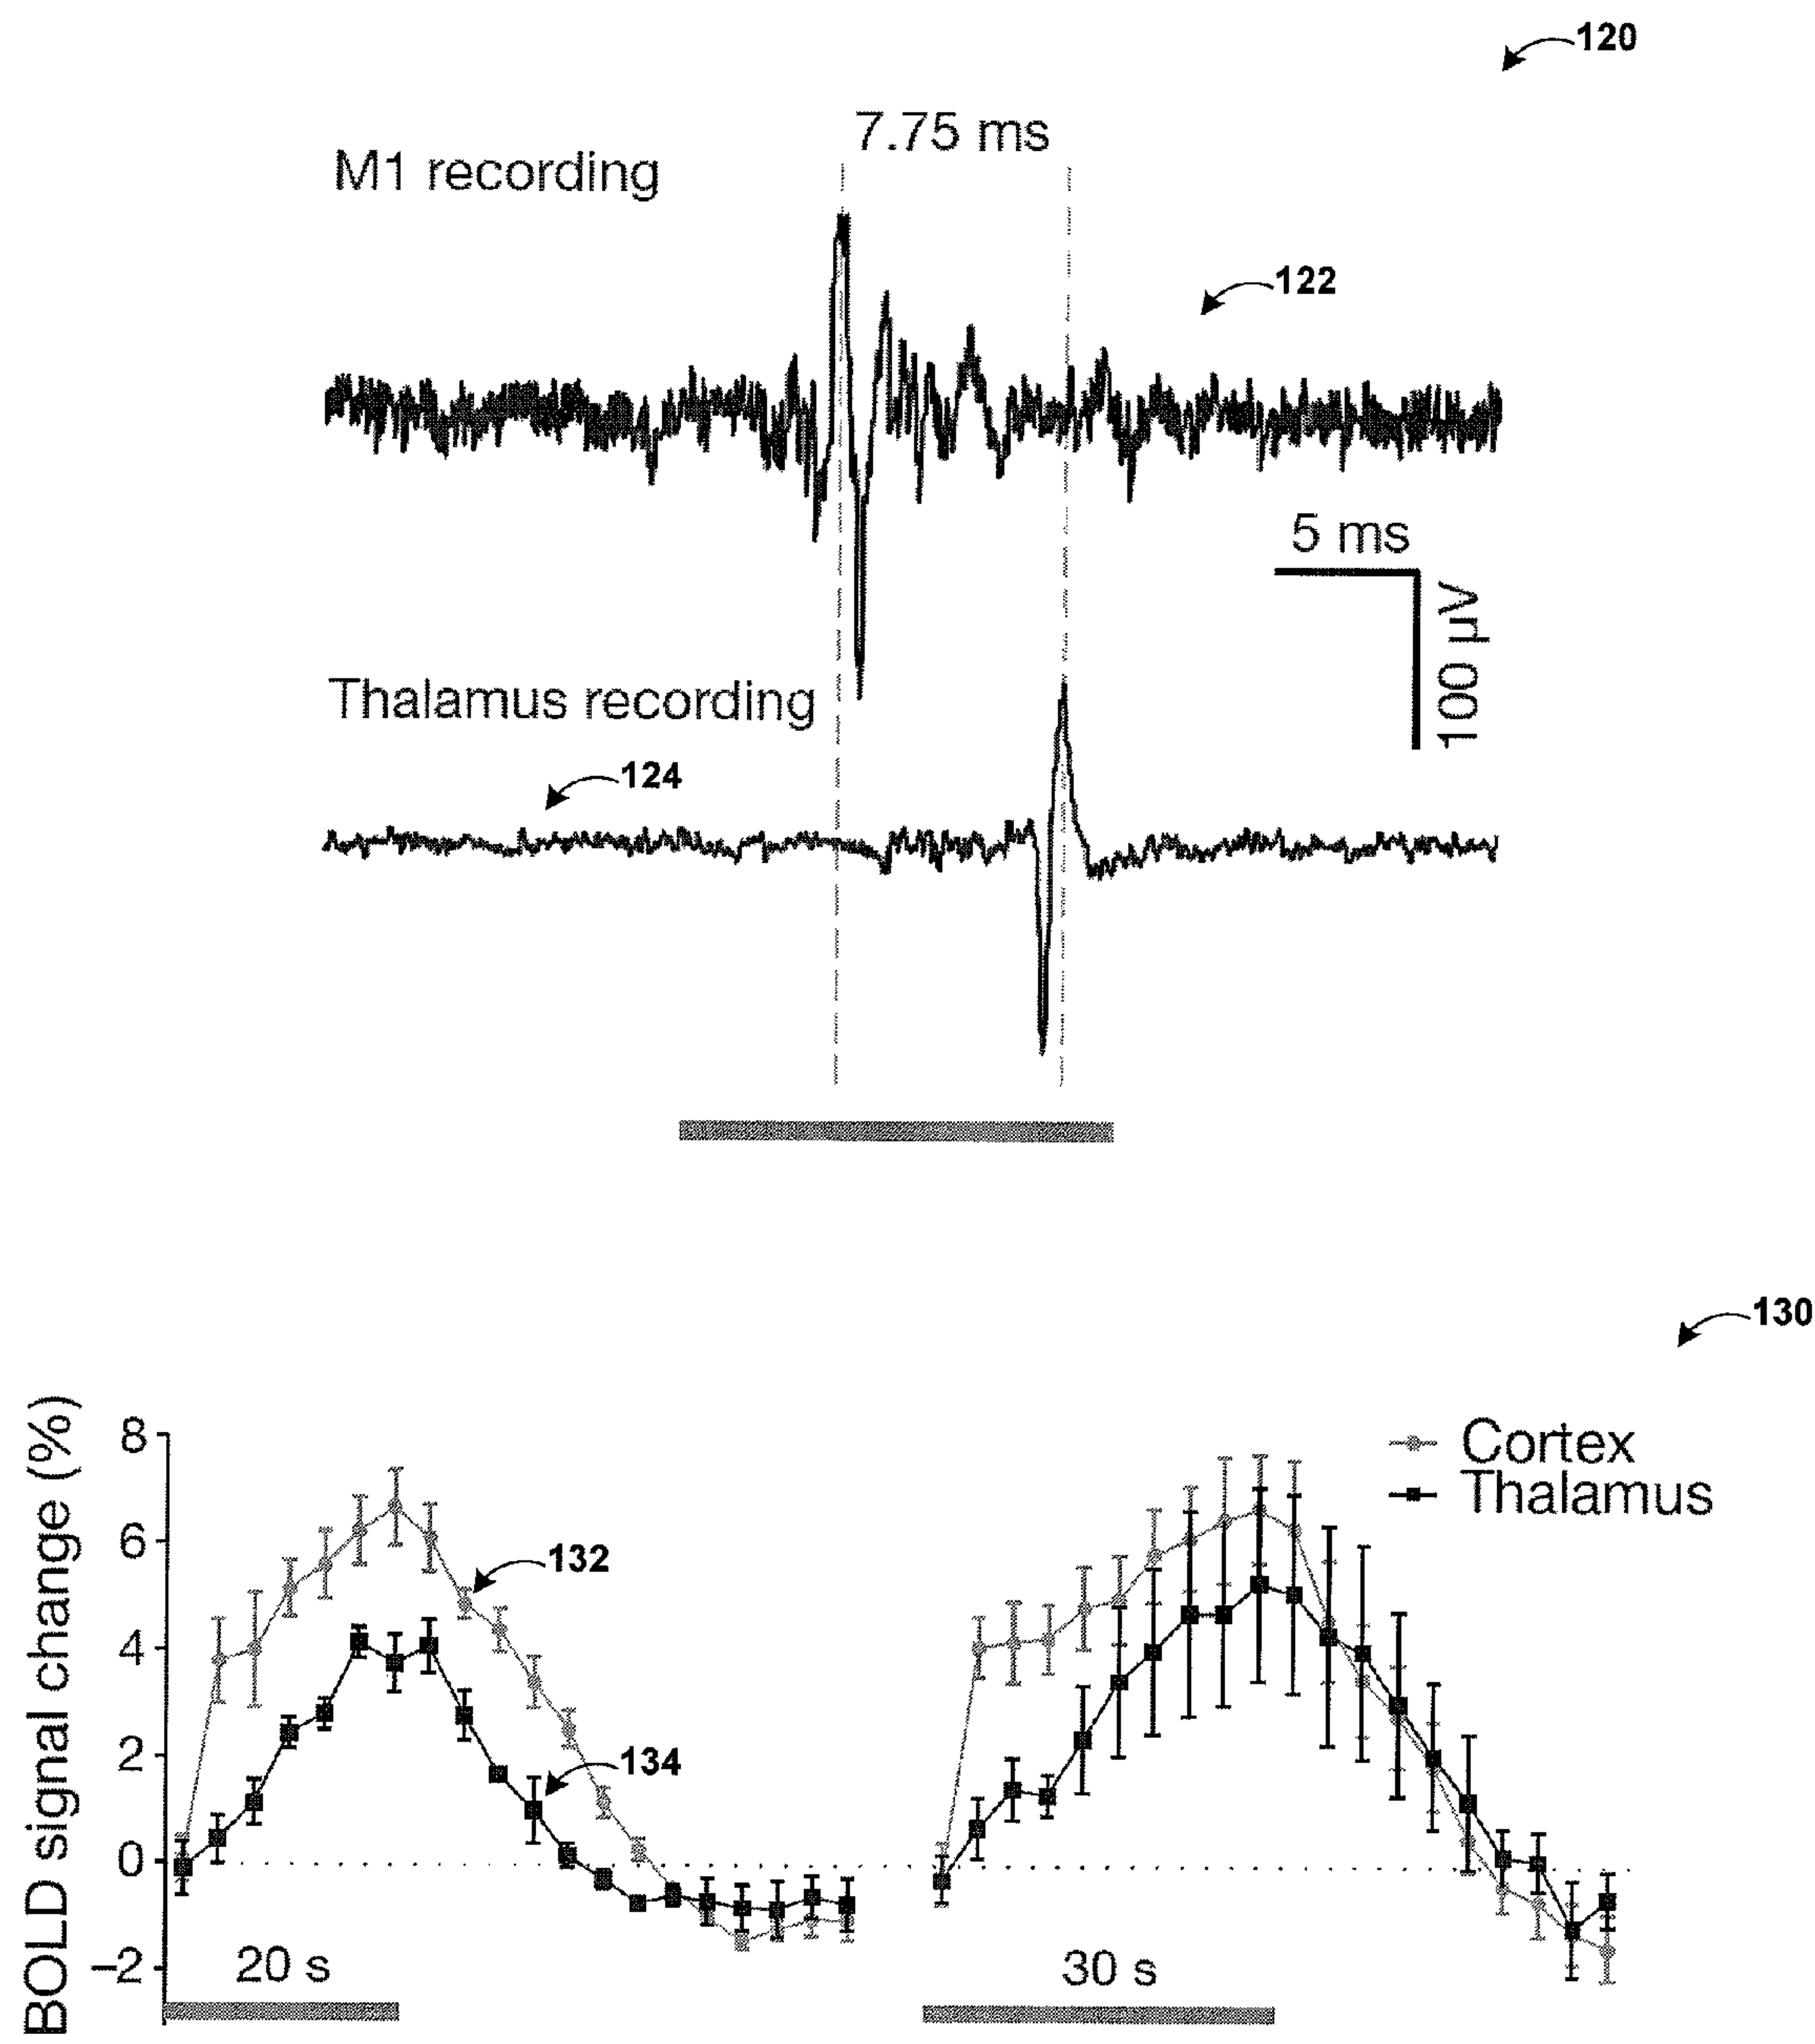 120
7.75 ms
M1 recording
122
5 ms
100 µV
Thalamus recording
124
130
BOLD signal change (%)
8
6
4
2
0
−2
Cortex
Thalamus
132
134
20 s
30 s